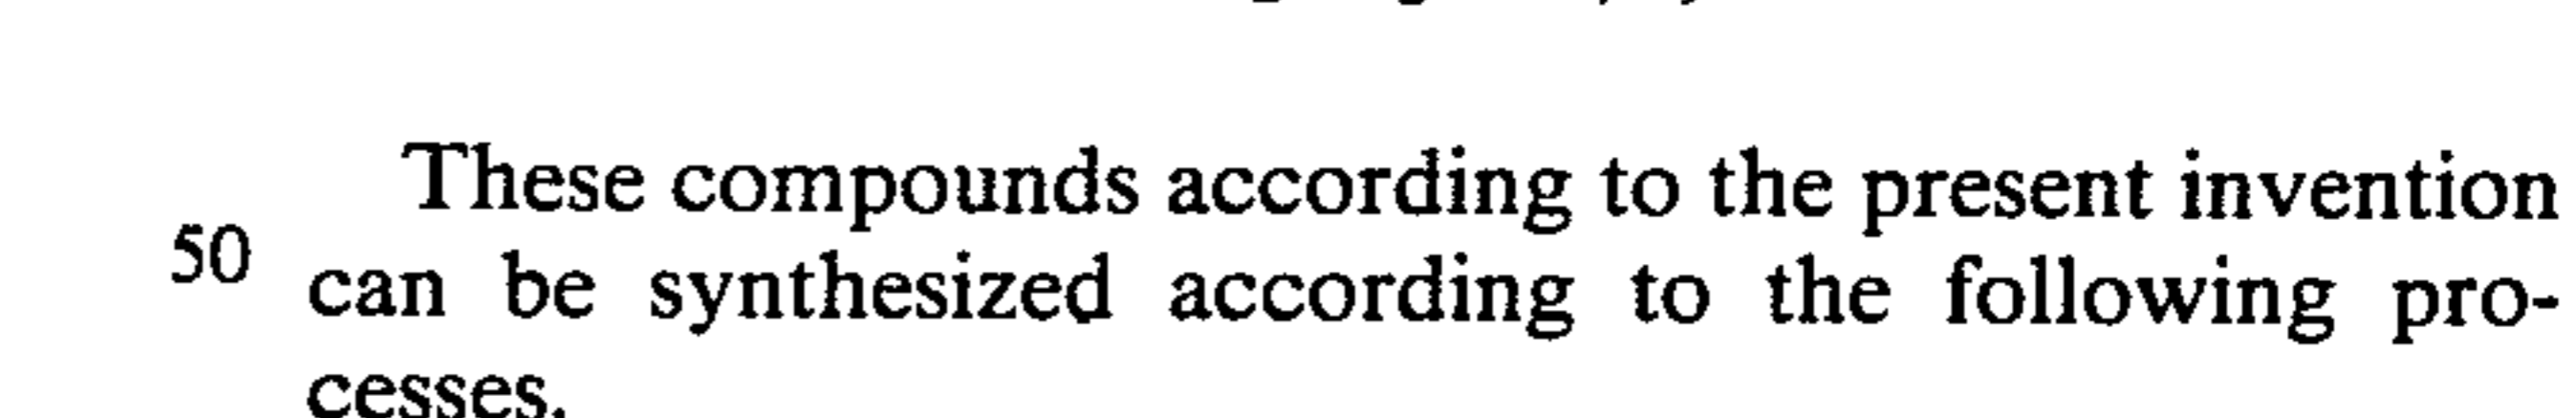 These compounds according to the present invention
50 can be synthesized according to the following pro-
cesses.